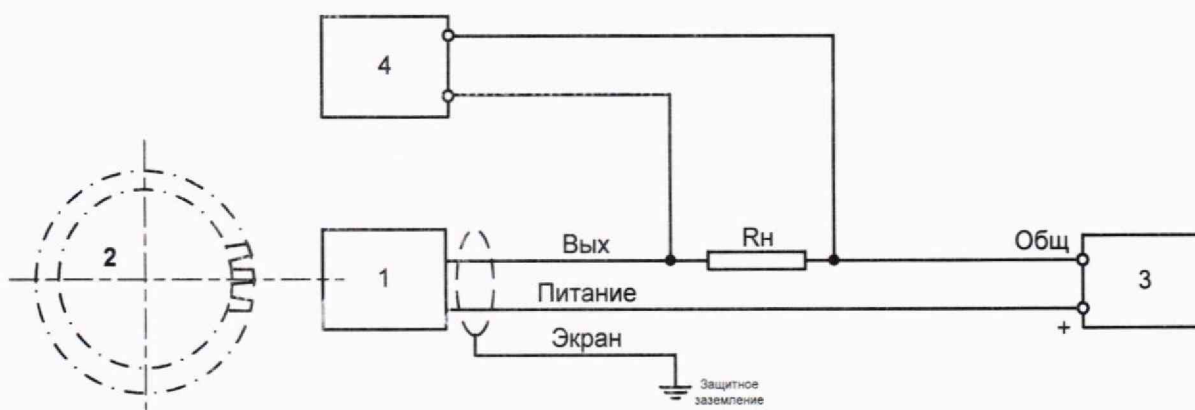 4
2
1
Вых
Rн
Общ
3
Питание
+
Экран
Защитное
заземление